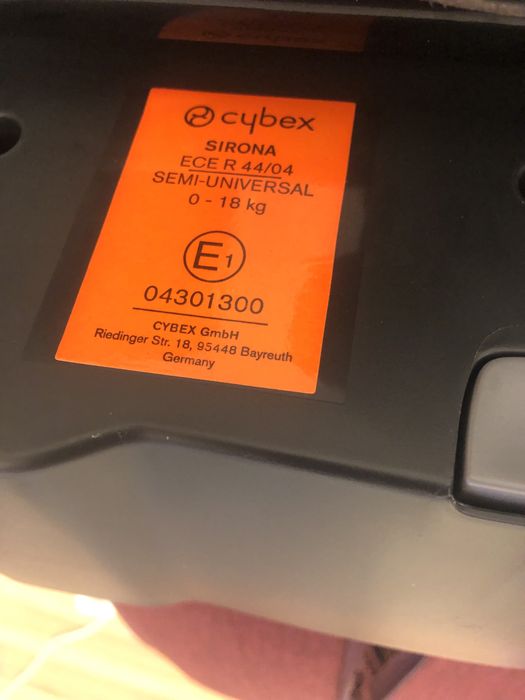 cybex
SIRONA
ECE R 44/04
SEMI-UNIVERSAL
0 - 18 kg
E1
04301300
CYBEX GmbH
Riedinger Str. 18, 95448 Bayreuth
Germany